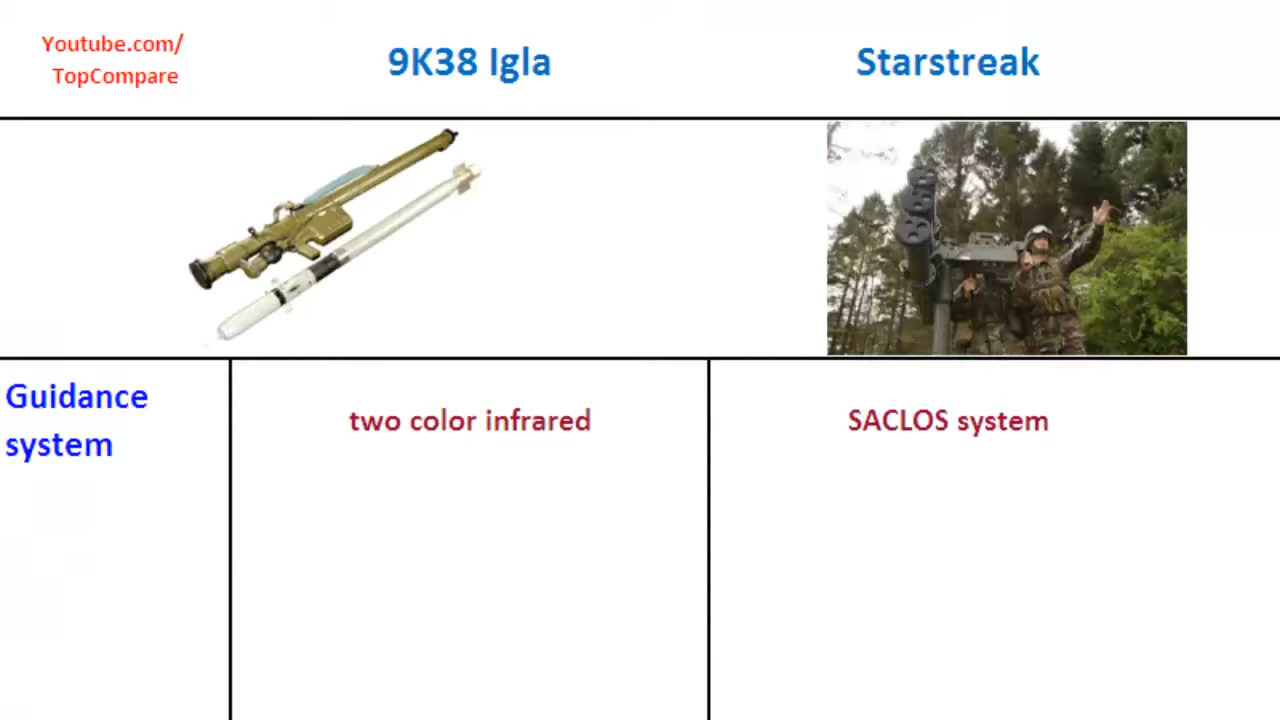 Youtube.com/
TopCompare
9K38 Igla
Starstreak
Guidance
system
two color infrared
SACLOS system